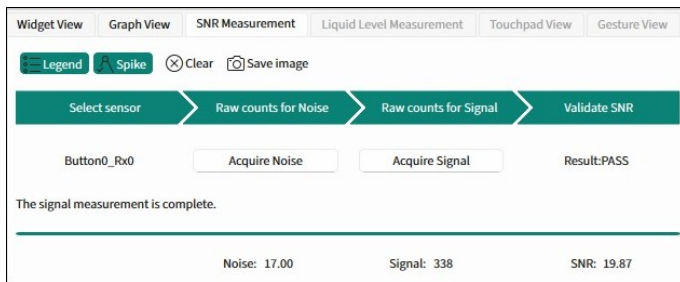 Widget View Graph View SNR Measurement Liquid Level Measurement Touchpad View Gesture View
Legend Spike Clear Save image
Select sensor Raw counts for Noise Raw counts for Signal Validate SNR
Button0_Rx0 Acquire Noise Acquire Signal Result:PASS
The signal measurement is complete.
Noise: 17.00 Signal: 338 SNR: 19.87